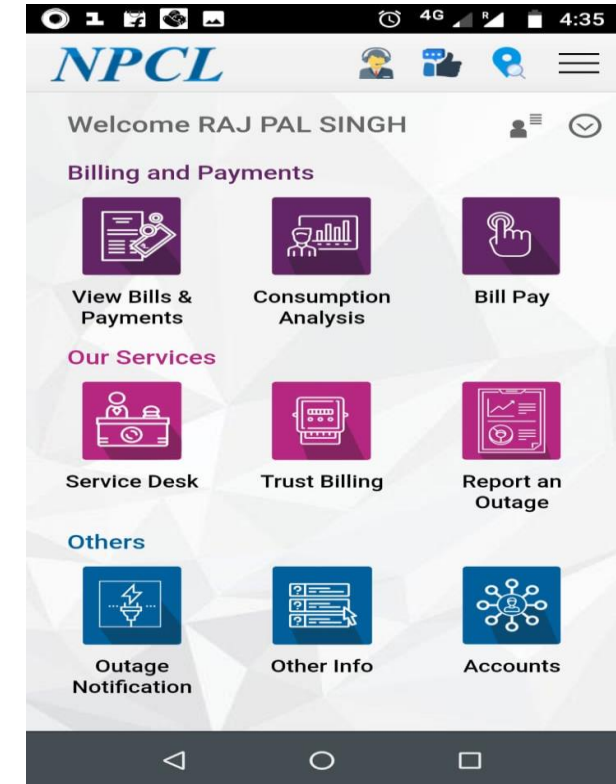 4G R 4:35
NPCL
Welcome RAJ PAL SINGH
Billing and Payments
View Bills & Payments
Consumption Analysis
Bill Pay
Our Services
Service Desk
Trust Billing
Report an Outage
Others
Outage Notification
Other Info
Accounts